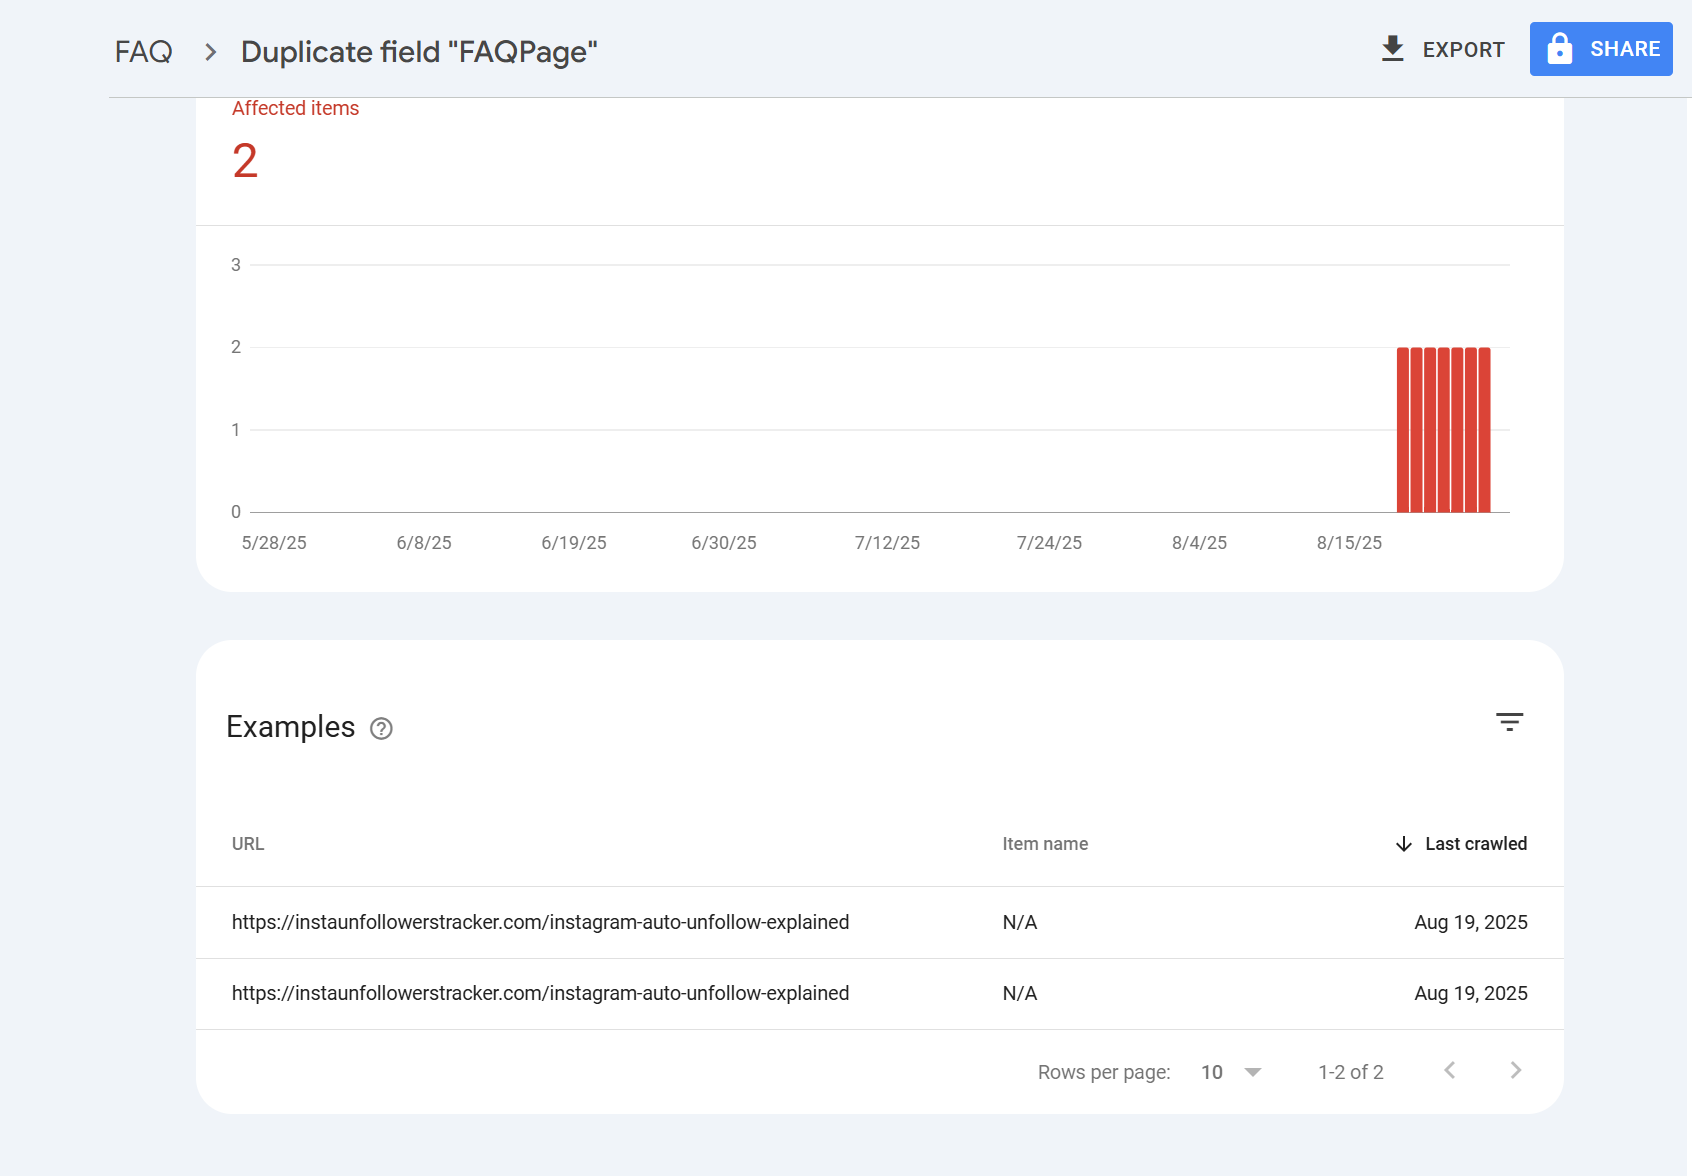 FAQ > Duplicate field "FAQPage"
EXPORT
SHARE
Affected items
2
3
2
1
0
5/28/25 6/8/25 6/19/25 6/30/25 7/12/25 7/24/25 8/4/25 8/15/25
Examples ?
URL Item name Last crawled
https://instaunfollowerstracker.com/instagram-auto-unfollow-explained N/A Aug 19, 2025
https://instaunfollowerstracker.com/instagram-auto-unfollow-explained N/A Aug 19, 2025
Rows per page: 10 1-2 of 2